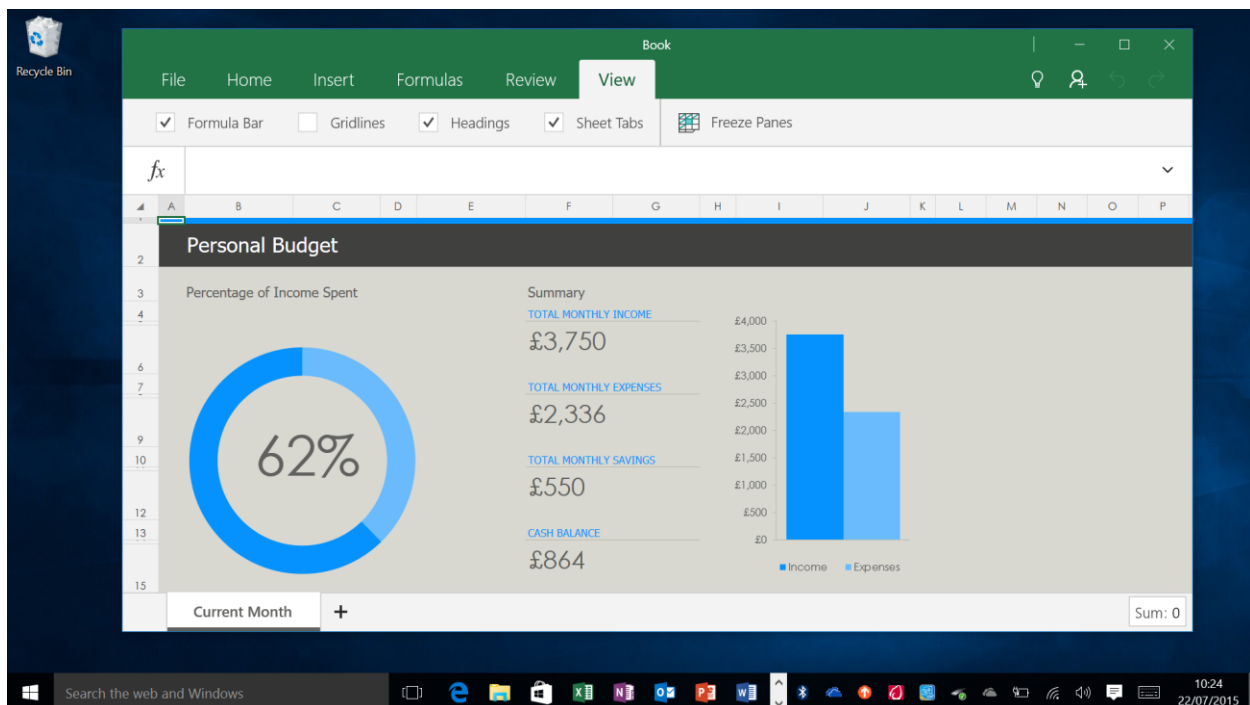 Recycle Bin
Book
File Home Insert Formulas Review View
Formula Bar Gridlines Headings Sheet Tabs Freeze Panes
fx
A B C D E F G H I J K L M N O P
2 Personal Budget
3 Percentage of Income Spent Summary
4 TOTAL MONTHLY INCOME
£3,750
6
7 TOTAL MONTHLY EXPENSES
£2,336
9
62%
10 TOTAL MONTHLY SAVINGS
£550
12
13 CASH BALANCE
£864
15
£4,000
£3,500
£3,000
£2,500
£2,000
£1,500
£1,000
£500
£0
Income Expenses
Current Month + Sum: 0
Search the web and Windows
10:24
22/07/2015